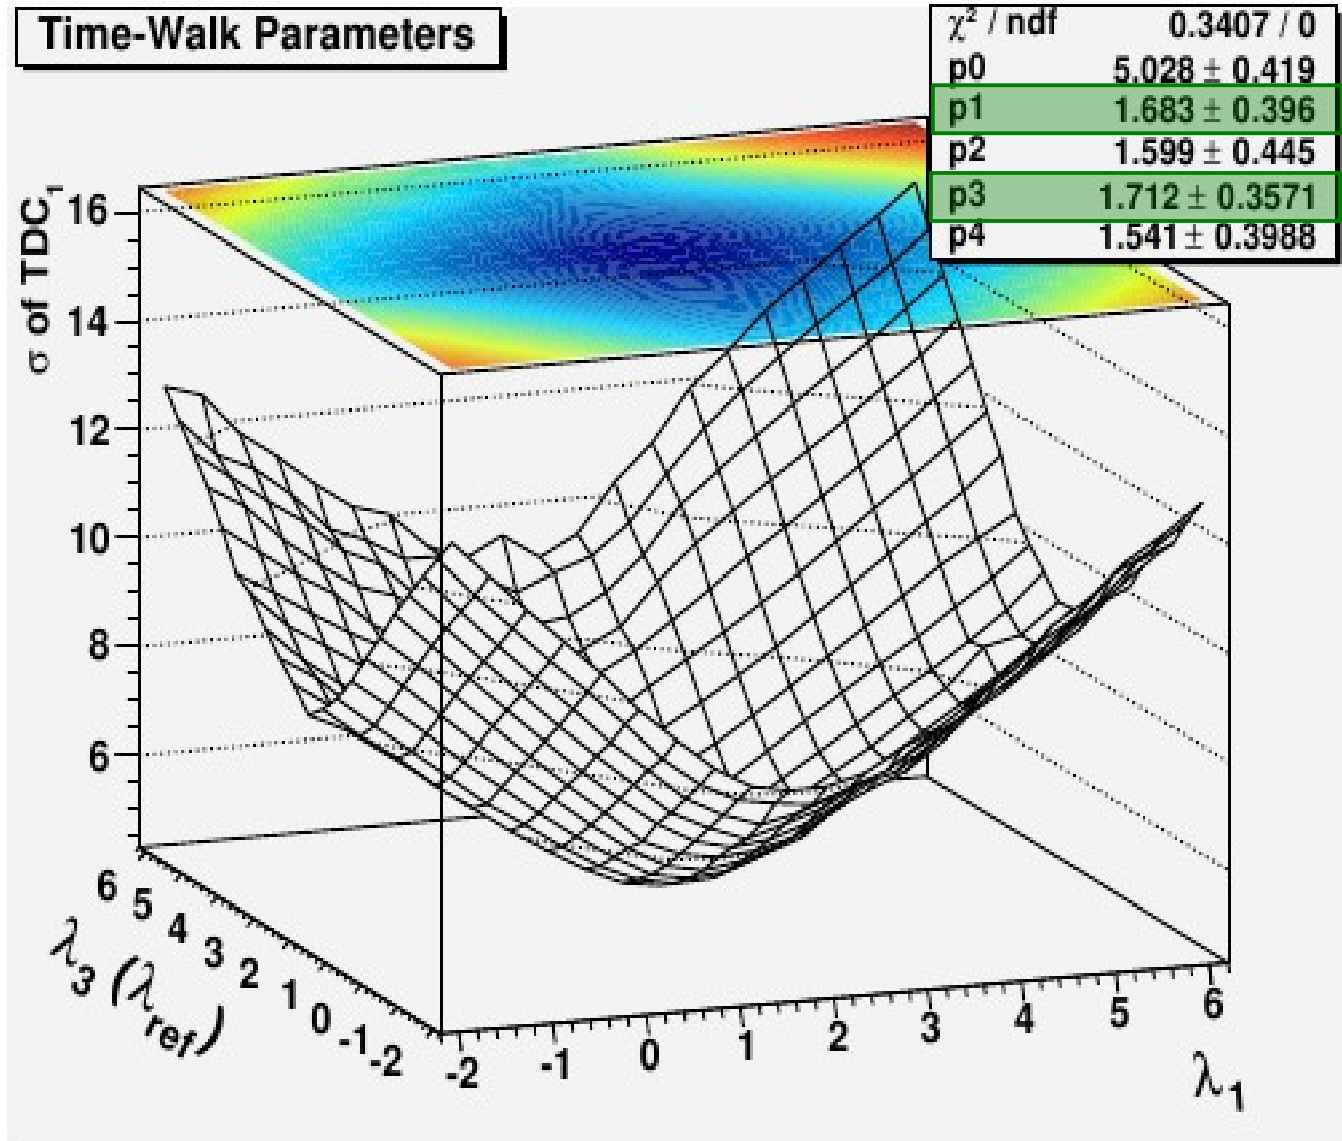 Time-Walk Parameters
χ² / ndf 0.3407 / 0
p0 5.028 ± 0.419
p1 1.683 ± 0.396
p2 1.599 ± 0.445
p3 1.712 ± 0.3571
p4 1.541 ± 0.3988
σ of TDC₁
16
14
12
10
8
6
6 5 4 3 2 1 0 -1 -2
λ₃ (λref)
-2 -1 0 1 2 3 4 5 6
λ₁